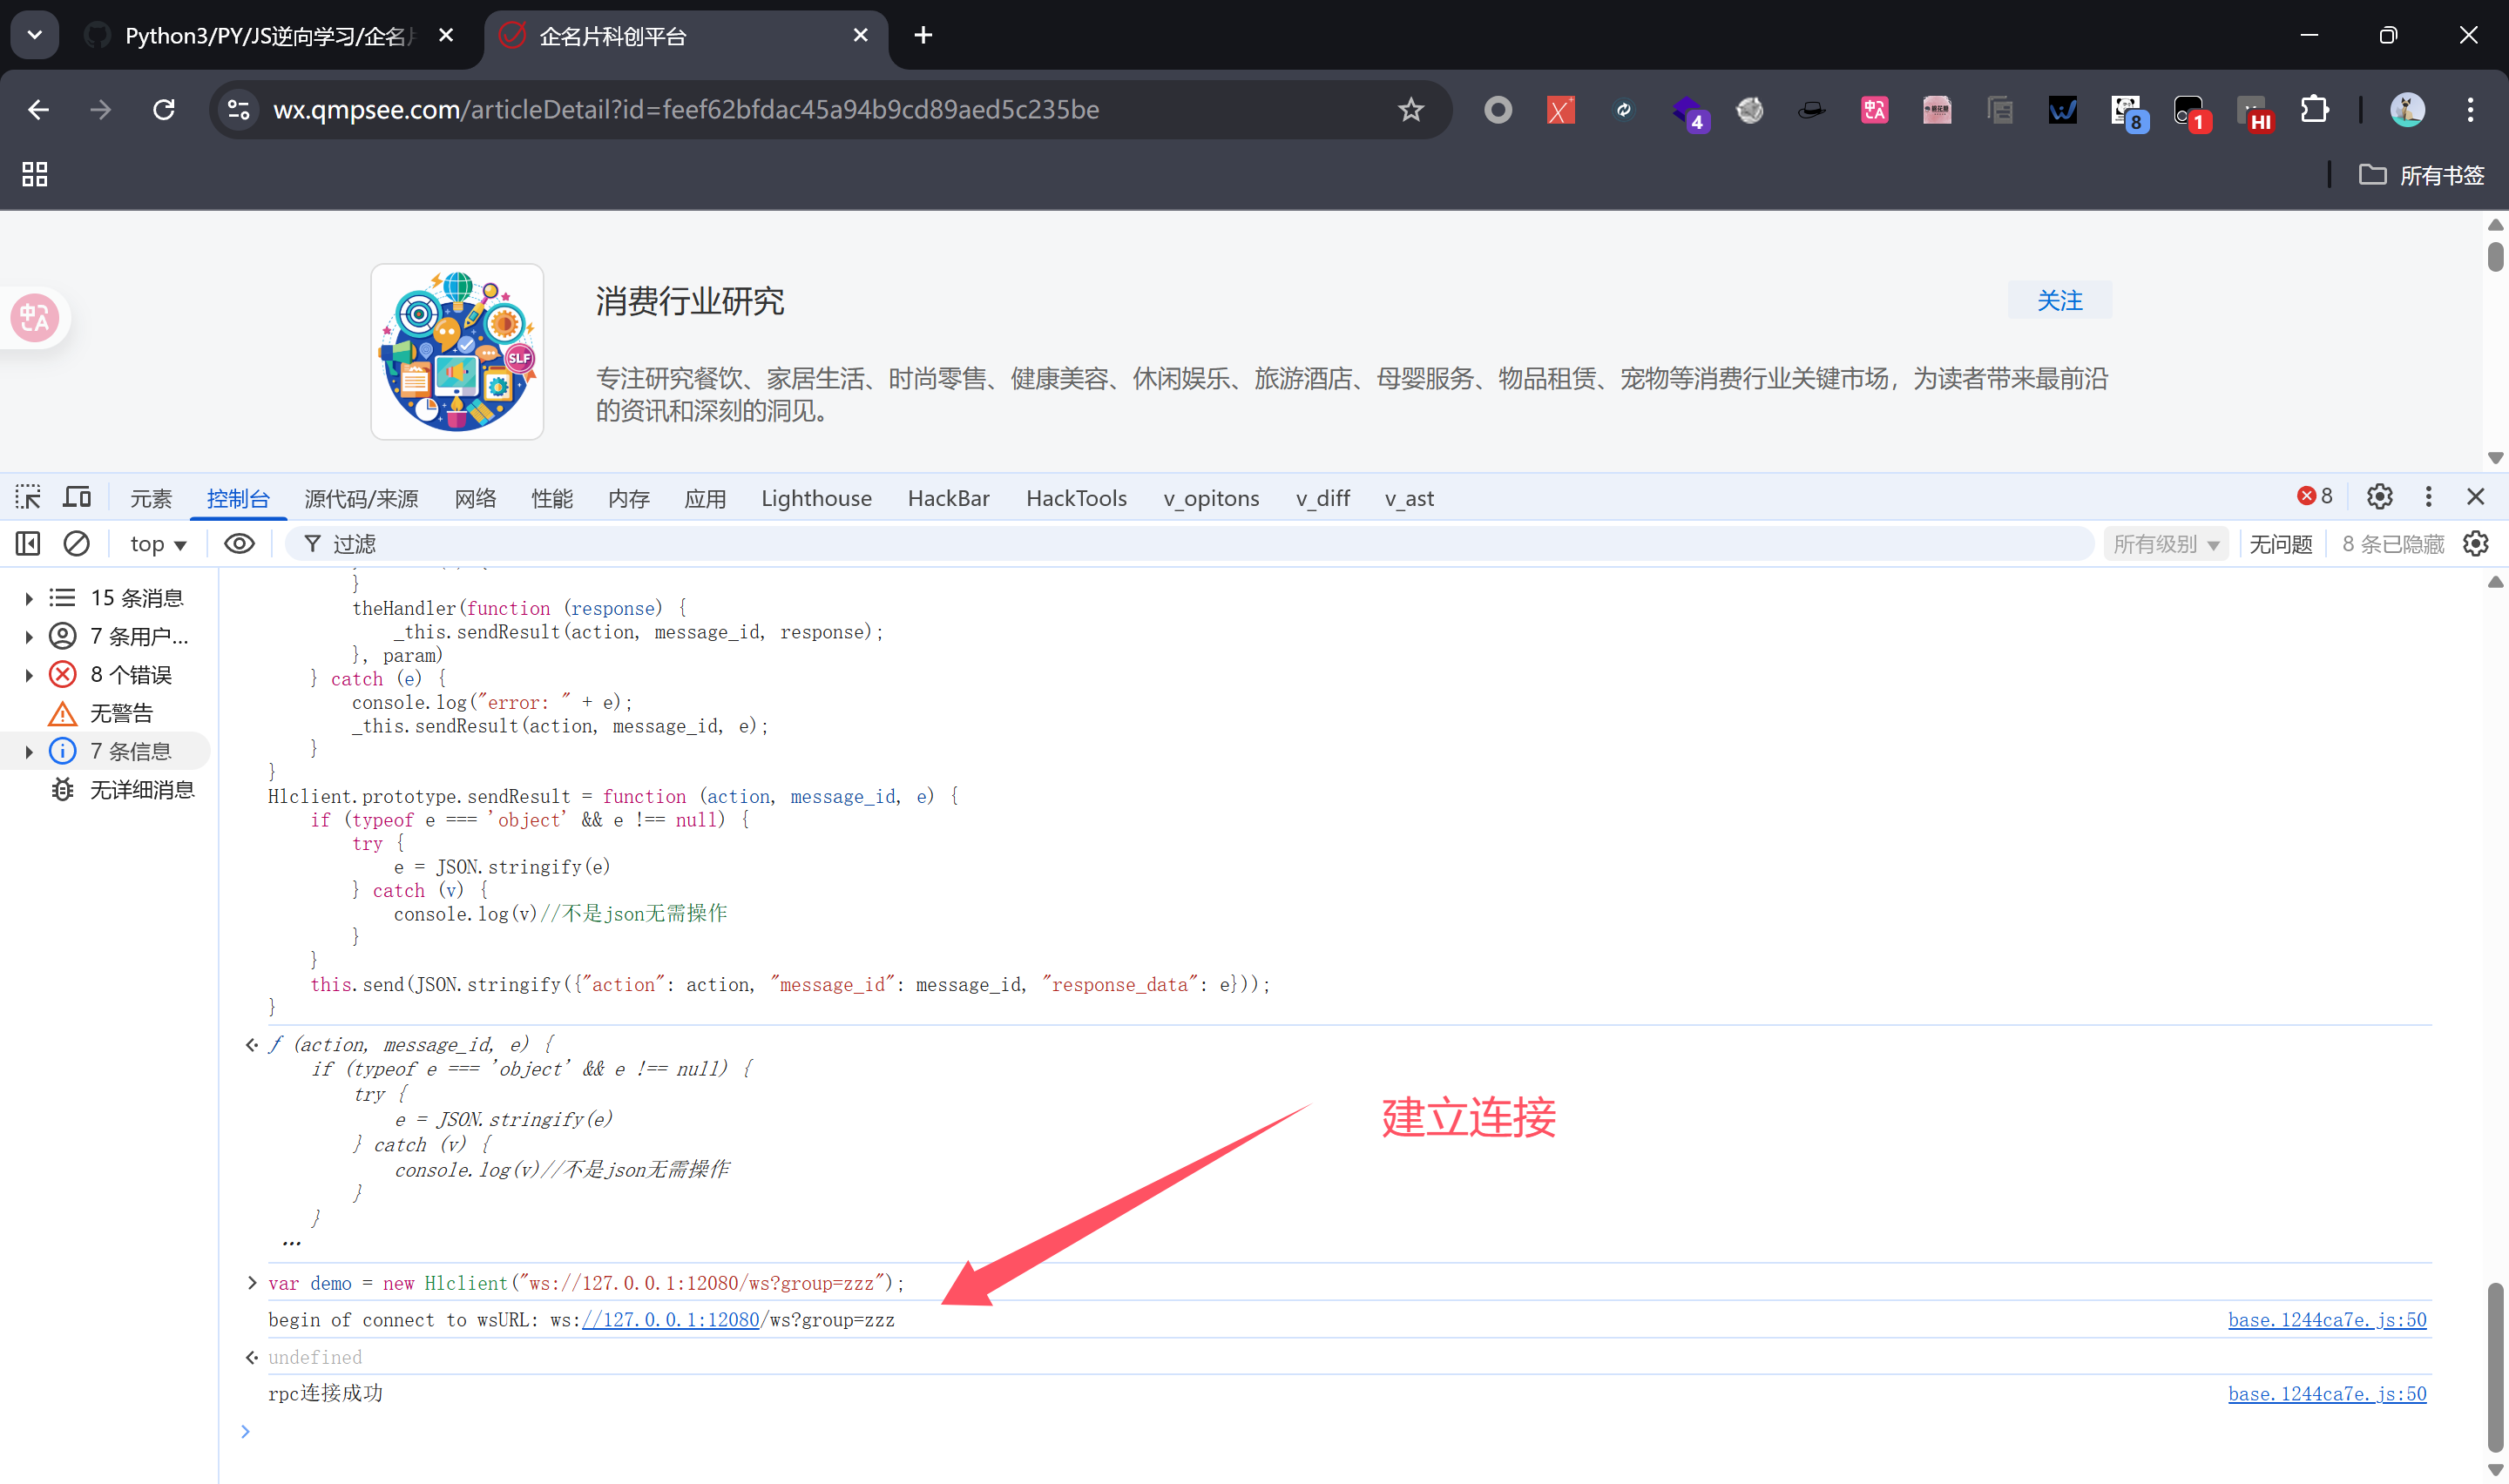 Python3/PY/JS逆向学习/企名片
企名片科创平台
wx.qmpsee.com/articleDetail?id=feef62bfdac45a94b9cd89aed5c235be
4
8
1
HI
所有书签
消费行业研究
关注
SLF
专注研究餐饮、家居生活、时尚零售、健康美容、休闲娱乐、旅游酒店、母婴服务、物品租赁、宠物等消费行业关键市场，为读者带来最前沿
的资讯和深刻的洞见。
元素 控制台 源代码/来源 网络 性能 内存 应用 Lighthouse HackBar HackTools v_opitons v_diff v_ast 8
top 过滤 所有级别 无问题 8 条已隐藏
15 条消息
7 条用户...
8 个错误
无警告
7 条信息
无详细消息
}
theHandler(function (response) {
_this.sendResult(action, message_id, response);
}, param)
} catch (e) {
console.log("error: " + e);
_this.sendResult(action, message_id, e);
}
}
Hlclient.prototype.sendResult = function (action, message_id, e) {
if (typeof e === 'object' && e !== null) {
try {
e = JSON.stringify(e)
} catch (v) {
console.log(v)//不是json无需操作
}
}
this.send(JSON.stringify({"action": action, "message_id": message_id, "response_data": e}));
}
ƒ (action, message_id, e) {
if (typeof e === 'object' && e !== null) {
try {
e = JSON.stringify(e)
} catch (v) {
console.log(v)//不是json无需操作
}
}
...
建立连接
var demo = new Hlclient("ws://127.0.0.1:12080/ws?group=zzz");
begin of connect to wsURL: ws://127.0.0.1:12080/ws?group=zzz base.1244ca7e.js:50
undefined
rpc连接成功 base.1244ca7e.js:50